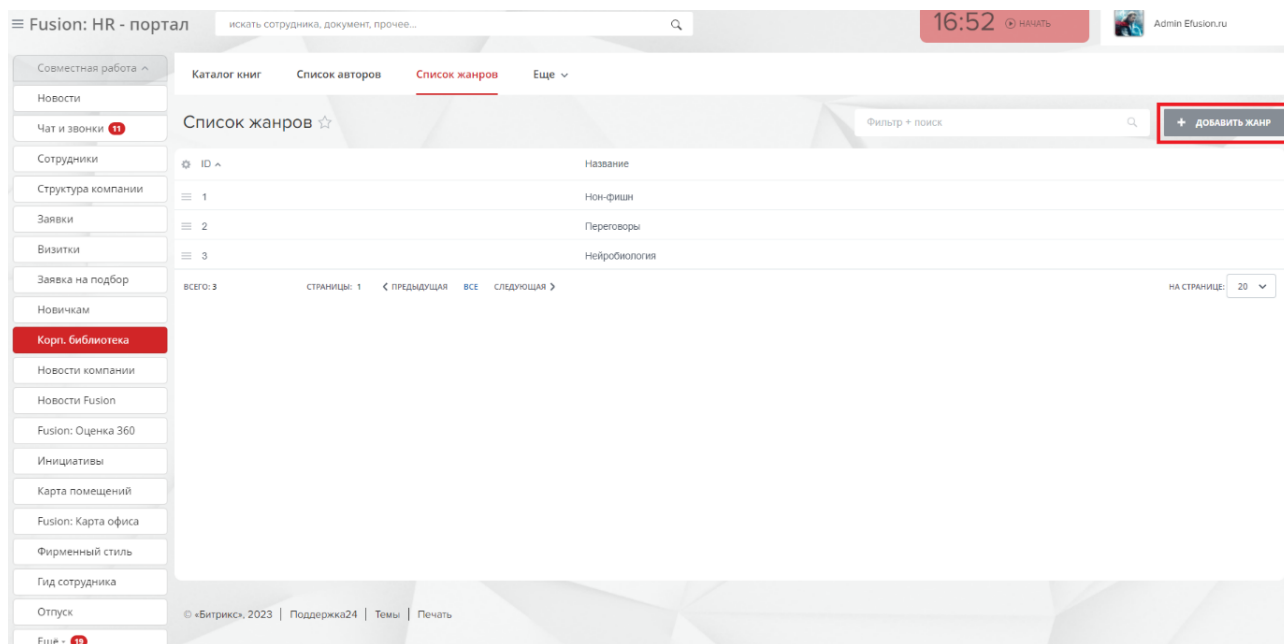 Fusion: HR - портал
искать сотрудника, документ, прочее...
16:52 НАЧАТЬ
Admin Efusion.ru
Совместная работа
Новости
Чат и звонки 11
Сотрудники
Структура компании
Заявки
Визитки
Заявка на подбор
Новичкам
Корп. библиотека
Новости компании
Новости Fusion
Fusion: Оценка 360
Инициативы
Карта помещений
Fusion: Карта офиса
Фирменный стиль
Гид сотрудника
Отпуск
Ещё - 19
Каталог книг Список авторов Список жанров Еще
Список жанров
Фильтр + поиск
+ ДОБАВИТЬ ЖАНР
ID Название
1 Нон-фишн
2 Переговоры
3 Нейробиология
ВСЕГО: 3 СТРАНИЦЫ: 1 ПРЕДЫДУЩАЯ ВСЕ СЛЕДУЮЩАЯ НА СТРАНИЦЕ: 20
© «Битрикс», 2023 | Поддержка24 | Темы | Печать